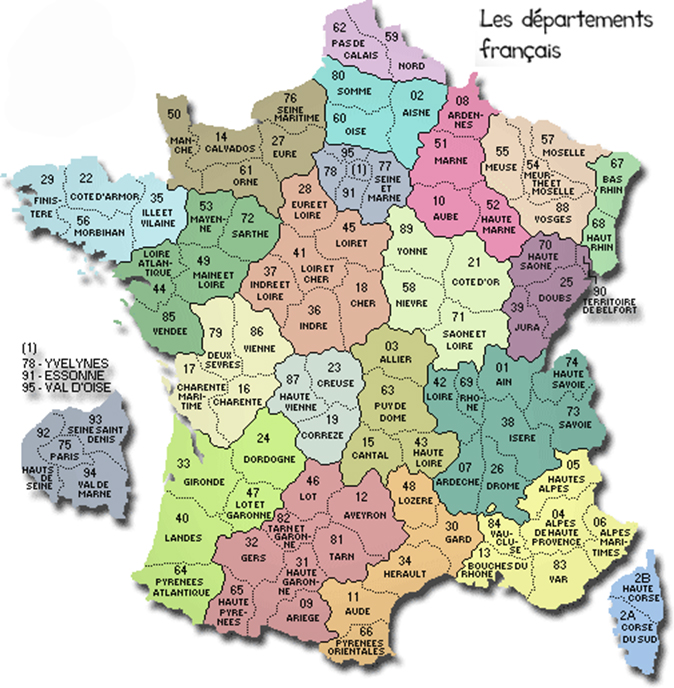 Les départements
français
62
PAS DE
CALAIS
59
NORD
80
SOMME
02
AISNE
60
OISE
08
ARDEN-
NES
76
SEINE
MARITIME
27
EURE
50
MAN-
CHE
14
CALVADOS
61
ORNE
95
78
(1)
91
77
SEINE
ET
MARNE
51
MARNE
10
AUBE
52
HAUTE
MARNE
55
MEUSE
57
MOSELLE
54
MEUR-
THE ET
MOSELLE
88
VOSGES
67
BAS
RHIN
68
HAUT
RHIN
29
FINIS
TERE
22
COTE D'ARMOR
56
MORBIHAN
35
ILLE ET
VILAINE
53
MAYEN-
NE
72
SARTHE
LOIRE
ATLAN-
TIQUE
44
49
MAINE ET
LOIRE
85
VENDEE
28
EURE ET
LOIRE
45
LOIRET
41
LOIR ET
CHER
37
INDRE ET
LOIRE
18
CHER
36
INDRE
89
YONNE
21
COTE D'OR
58
NIEVRE
71
SAONE ET
LOIRE
70
HAUTE
SAONE
25
DOUBS
39
JURA
90
TERRITOIRE
DE BELFORT
79
DEUX
SEVRES
86
VIENNE
17
CHARENTE
MARI-
TIME
16
CHARENTE
87
HAUTE
VIENNE
23
CREUSE
19
CORREZE
03
ALLIER
63
PUY DE
DOME
15
CANTAL
43
HAUTE
LOIRE
42
LOIRE
69
RHO-
NE
01
AIN
74
HAUTE
SAVOIE
73
SAVOIE
38
ISERE
07
ARDECHE
26
DROME
(1)
78 - YVELYNES
91 - ESSONNE
95 - VAL D'OISE
92
HAUTS
DE
SEINE
93
SEINE SAINT
DENIS
75
PARIS
94
VAL DE
MARNE
24
DORDOGNE
33
GIRONDE
47
LOT ET
GARONNE
40
LANDES
64
PYRENEES
ATLANTIQUE
46
LOT
12
AVEYRON
82
TARN ET
GARON-
NE
81
TARN
32
GERS
31
HAUTE
GARON-
NE
65
HAUTE
PYRE-
NEES
09
ARIEGE
48
LOZERE
30
GARD
34
HERAULT
11
AUDE
66
PYRENEES
ORIENTALES
05
HAUTES
ALPES
04
ALPES
DE HAUTE
PROVENCE
06
ALPES
MARI-
TIMES
84
VAU-
CLU-
SE
13
BOUCHES DU
RHONE
83
VAR
2B
HAUTE
CORSE
2A
CORSE
DU SUD